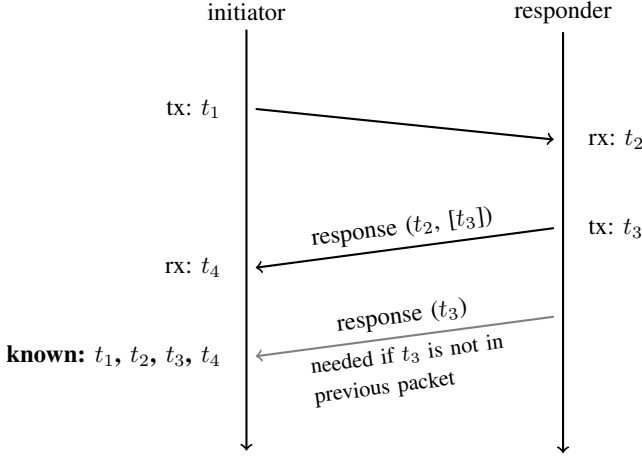 initiator
responder
tx: t₁
rx: t₂
response (t₂, [t₃])
tx: t₃
rx: t₄
response (t₃)
known: t₁, t₂, t₃, t₄
needed if t₃ is not in
previous packet